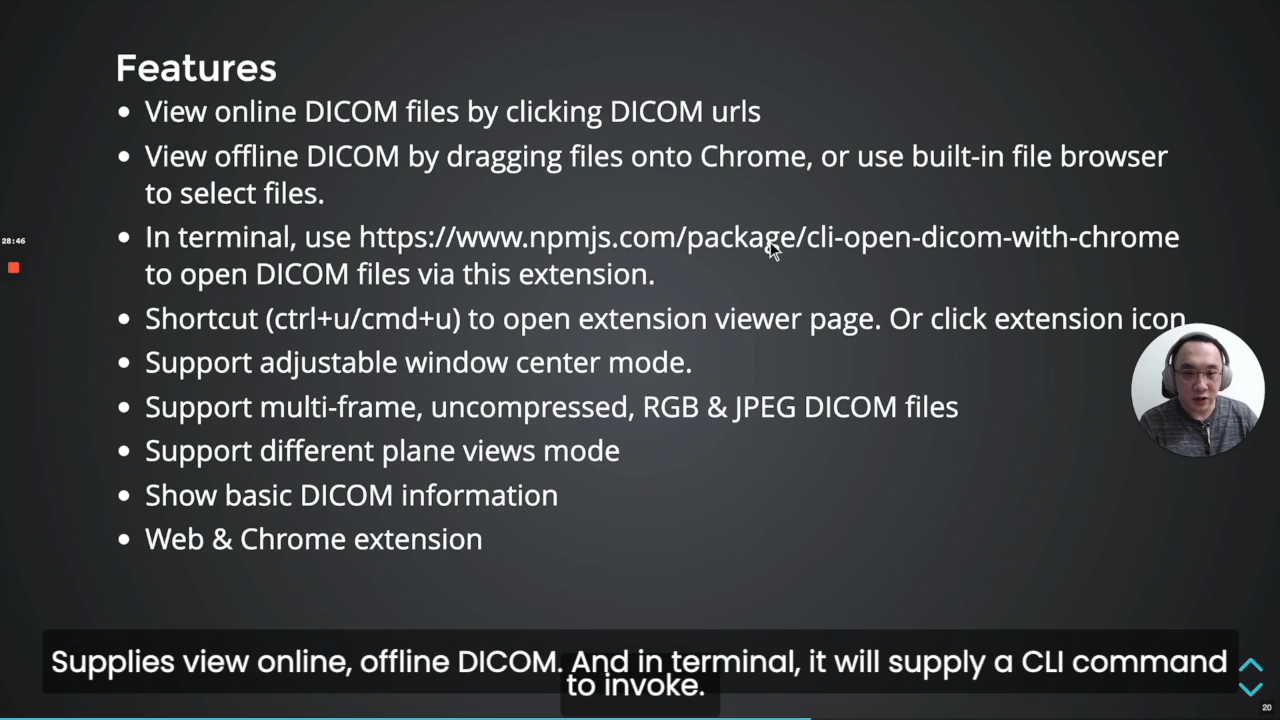 Features
• View online DICOM files by clicking DICOM urls
• View offline DICOM by dragging files onto Chrome, or use built-in file browser
to select files.
• In terminal, use https://www.npmjs.com/package/cli-open-dicom-with-chrome
to open DICOM files via this extension.
28:46
• Shortcut (ctrl+u/cmd+u) to open extension viewer page. Or click extension icon
• Support adjustable window center mode.
• Support multi-frame, uncompressed, RGB & JPEG DICOM files
• Support different plane views mode
• Show basic DICOM information
• Web & Chrome extension
Supplies view online, offline DICOM. And in terminal, it will supply a CLI command
to invoke.
20